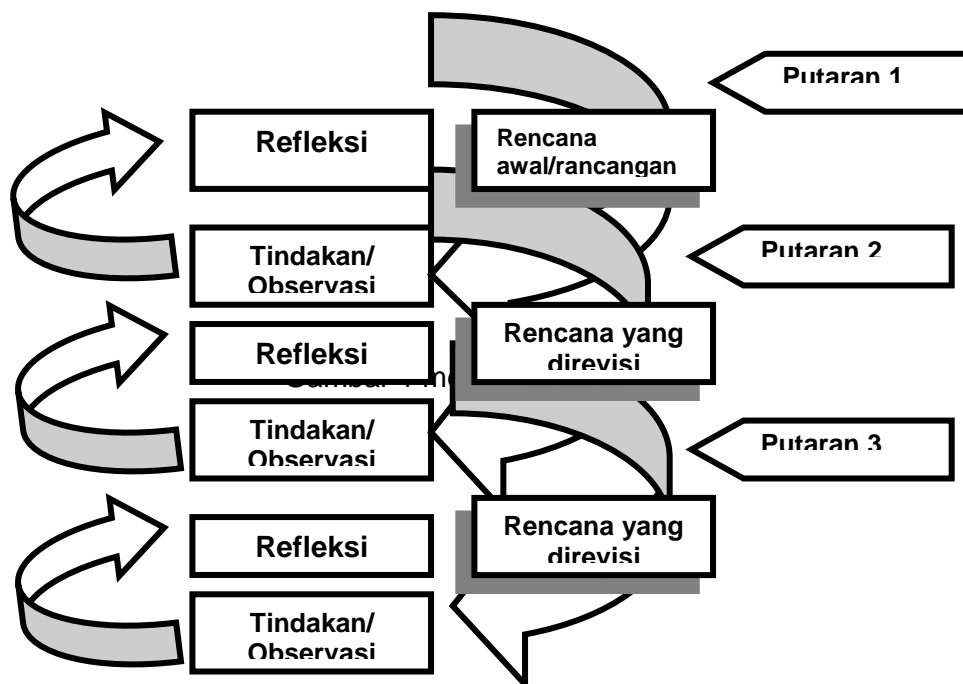 Putaran 1
Refleksi
Rencana
awal/rancangan
Tindakan/
Observasi
Putaran 2
Refleksi
Rencana yang
direvisi
Tindakan/
Observasi
Putaran 3
Refleksi
Rencana yang
direvisi
Tindakan/
Observasi